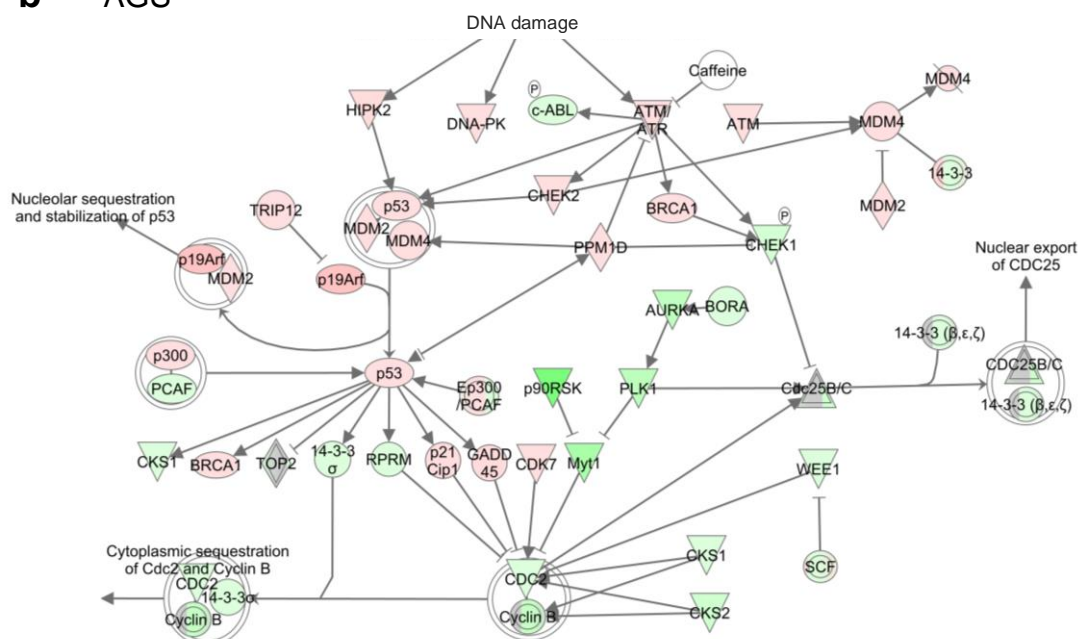 b AGS
DNA damage
HIPK2
DNA-PK
P
c-ABL
ATM/
ATR
Caffeine
ATM
MDM4
MDM4
14-3-3
MDM2
Nucleolar sequestration
and stabilization of p53
TRIP12
p53
MDM2
MDM4
CHEK2
BRCA1
P
CHEK1
PPM1D
p19Arf
MDM2
p19Arf
Nuclear export
of CDC25
AURKA
BORA
14-3-3 (β,ε,ζ)
p300
PCAF
p53
Ep300
/PCAF
p90RSK
PLK1
Cdc25B/C
CDC25B/C
14-3-3 (β,ε,ζ)
CKS1
BRCA1
TOP2
14-3-3
σ
RPRM
p21
Cip1
GADD
45
CDK7
Myt1
WEE1
SCF
Cytoplasmic sequestration
of Cdc2 and Cyclin B
CDC2
14-3-3σ
Cyclin B
CDC2
Cyclin B
CKS1
CKS2